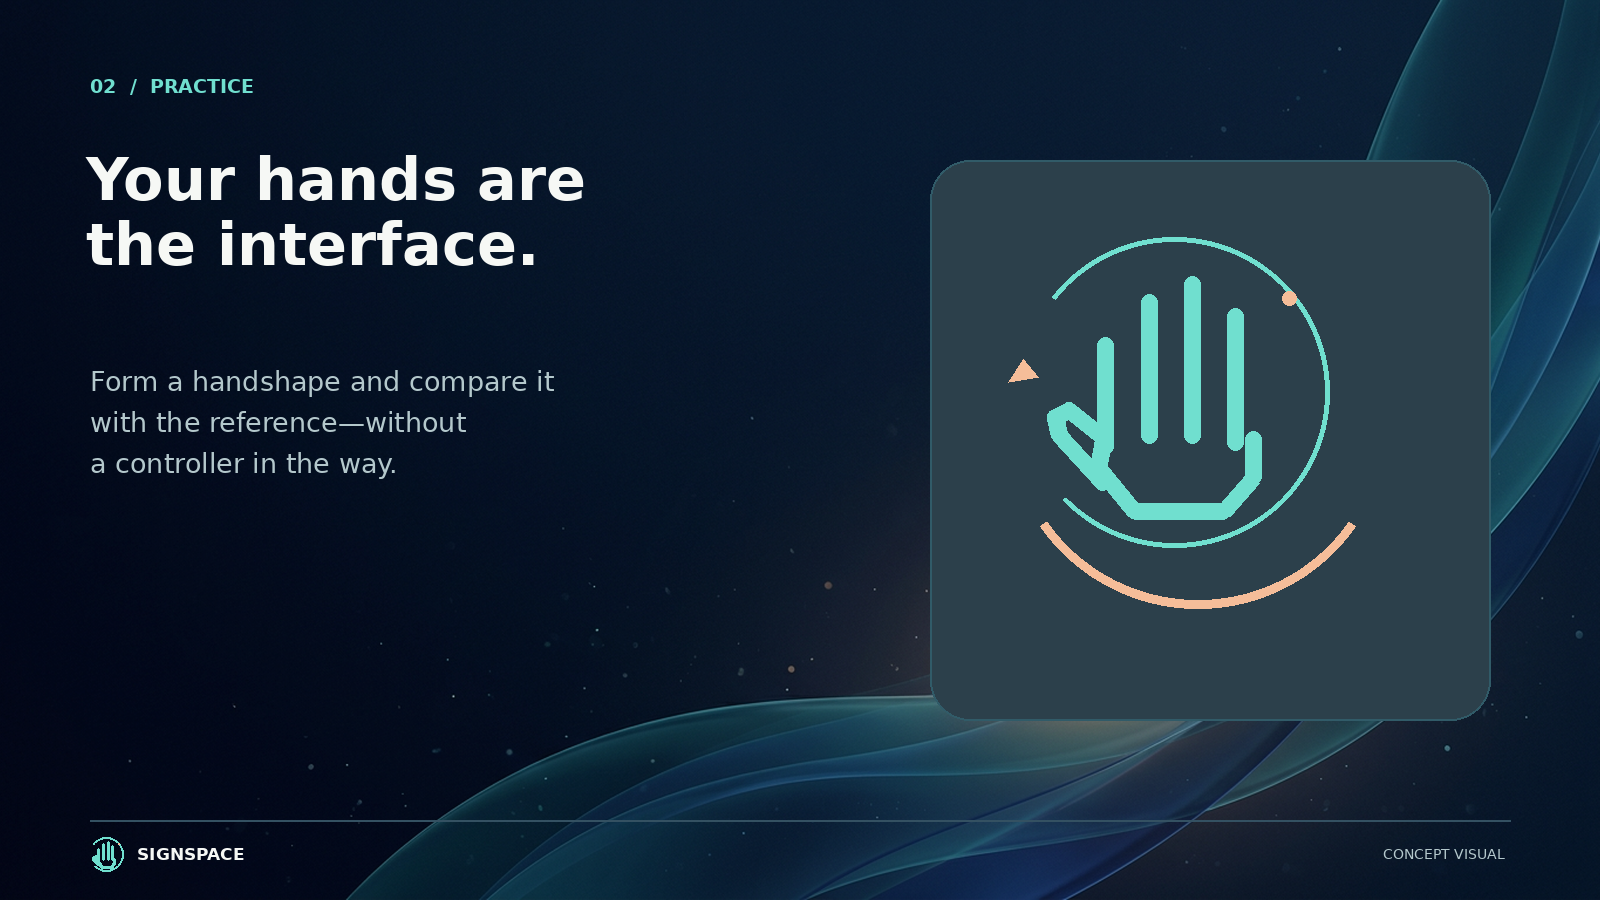 02 / PRACTICE
Your hands are
the interface.
Form a handshape and compare it
with the reference—without
a controller in the way.
SIGNSPACE
CONCEPT VISUAL